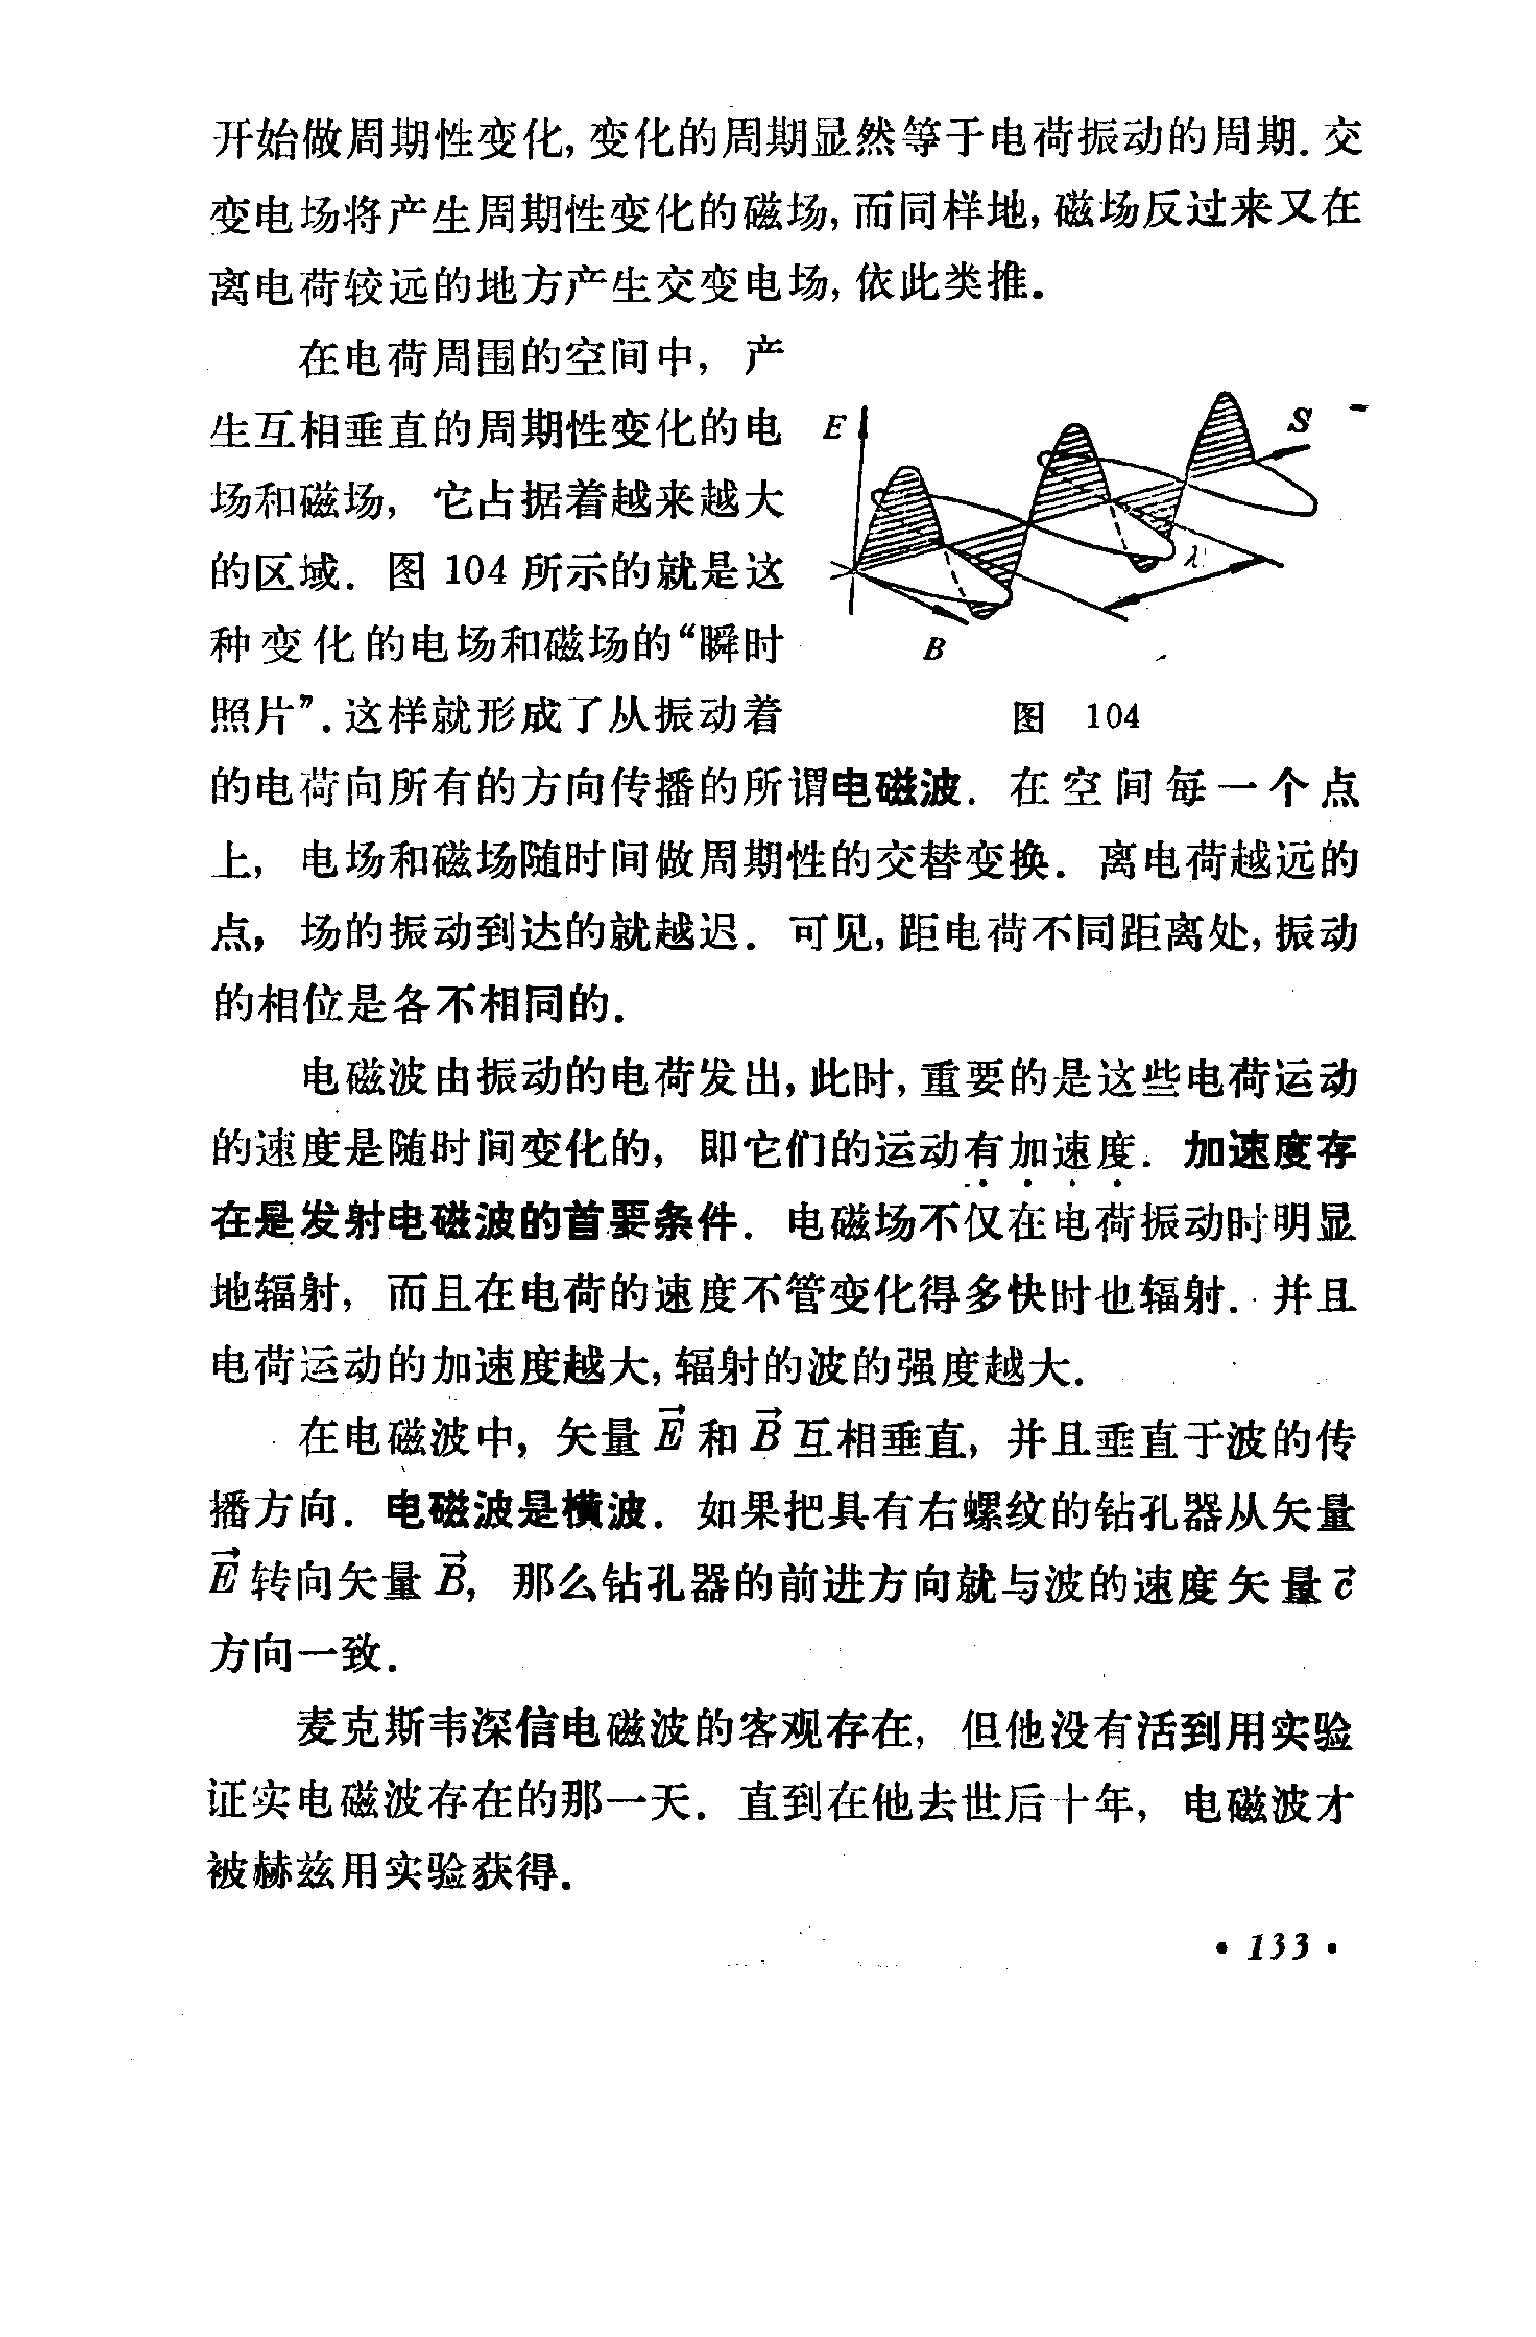 开始做周期性变化,变化的周期显然等于电荷振动的周期.交
变电场将产生周期性变化的磁场,而同样地,磁场反过来又在
离电荷较远的地方产生交变电场,依此类推.
在电荷周围的空间中,产
生互相垂直的周期性变化的电
场和磁场,它占据着越来越大
的区域.图 104 所示的就是这
种变化的电场和磁场的“瞬时
照片”.这样就形成了从振动着
E
S
λ
B
图 104
的电荷向所有的方向传播的所谓电磁波.在空间每一个点
上,电场和磁场随时间做周期性的交替变换.离电荷越远的
点,场的振动到达的就越迟.可见,距电荷不同距离处,振动
的相位是各不相同的.
电磁波由振动的电荷发出,此时,重要的是这些电荷运动
的速度是随时间变化的,即它们的运动有加速度.加速度存
在是发射电磁波的首要条件.电磁场不仅在电荷振动时明显
地辐射,而且在电荷的速度不管变化得多快时也辐射.并且
电荷运动的加速度越大,辐射的波的强度越大.
在电磁波中,矢量 E⃗ 和 B⃗ 互相垂直,并且垂直于波的传
播方向.电磁波是横波.如果把具有右螺纹的钻孔器从矢量
E⃗ 转向矢量 B⃗,那么钻孔器的前进方向就与波的速度矢量 c⃗
方向一致.
麦克斯韦深信电磁波的客观存在,但他没有活到用实验
证实电磁波存在的那一天.直到在他去世后十年,电磁波才
被赫兹用实验获得.
• 133 •